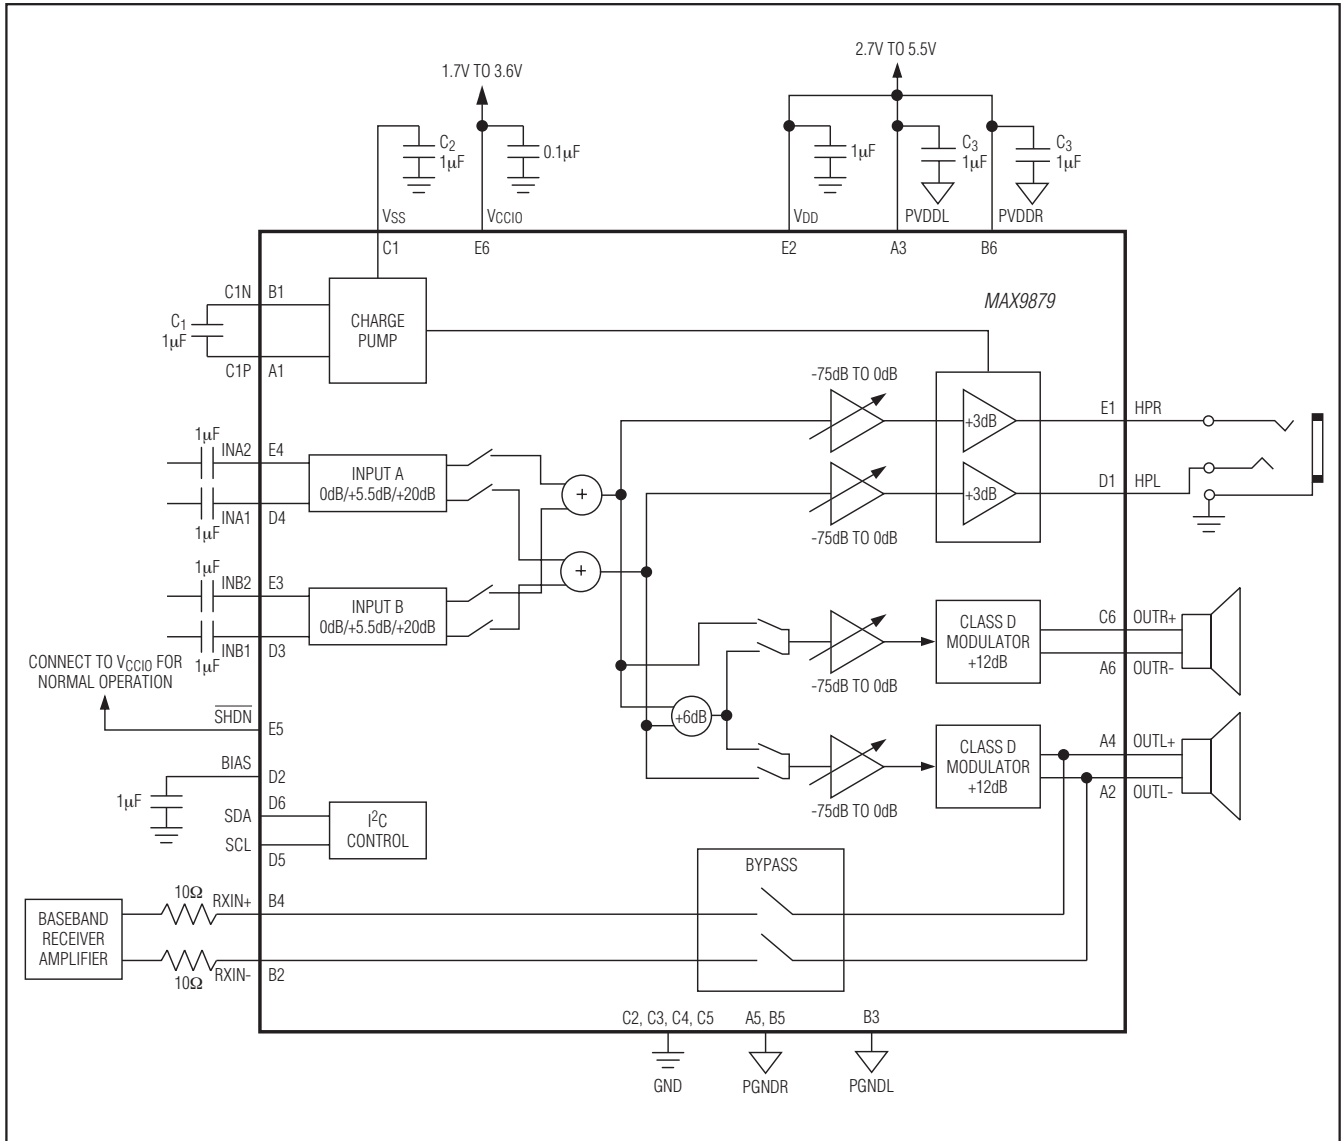 2.7V TO 5.5V
1.7V TO 3.6V
C2
1µF
0.1µF
1µF
C3
1µF
C3
1µF
VSS
VCCIO
VDD
PVDDL
PVDDR
C1
E6
E2
A3
B6
C1N
B1
MAX9879
C1
1µF
CHARGE
PUMP
C1P
A1
-75dB TO 0dB
+3dB
E1
HPR
1µF
INA2
E4
INPUT A
0dB/+5.5dB/+20dB
+
+3dB
D1
HPL
INA1
D4
1µF
-75dB TO 0dB
1µF
INB2
E3
+
INPUT B
0dB/+5.5dB/+20dB
CLASS D
MODULATOR
+12dB
C6
OUTR+
INB1
D3
1µF
A6
OUTR-
CONNECT TO VCCIO FOR
NORMAL OPERATION
-75dB TO 0dB
SHDN
E5
+6dB
CLASS D
MODULATOR
+12dB
A4
OUTL+
BIAS
D2
A2
OUTL-
1µF
-75dB TO 0dB
D6
SDA
I2C
CONTROL
SCL
D5
BYPASS
10Ω
RXIN+
B4
BASEBAND
RECEIVER
AMPLIFIER
10Ω
RXIN-
B2
C2, C3, C4, C5
A5, B5
B3
GND
PGNDR
PGNDL